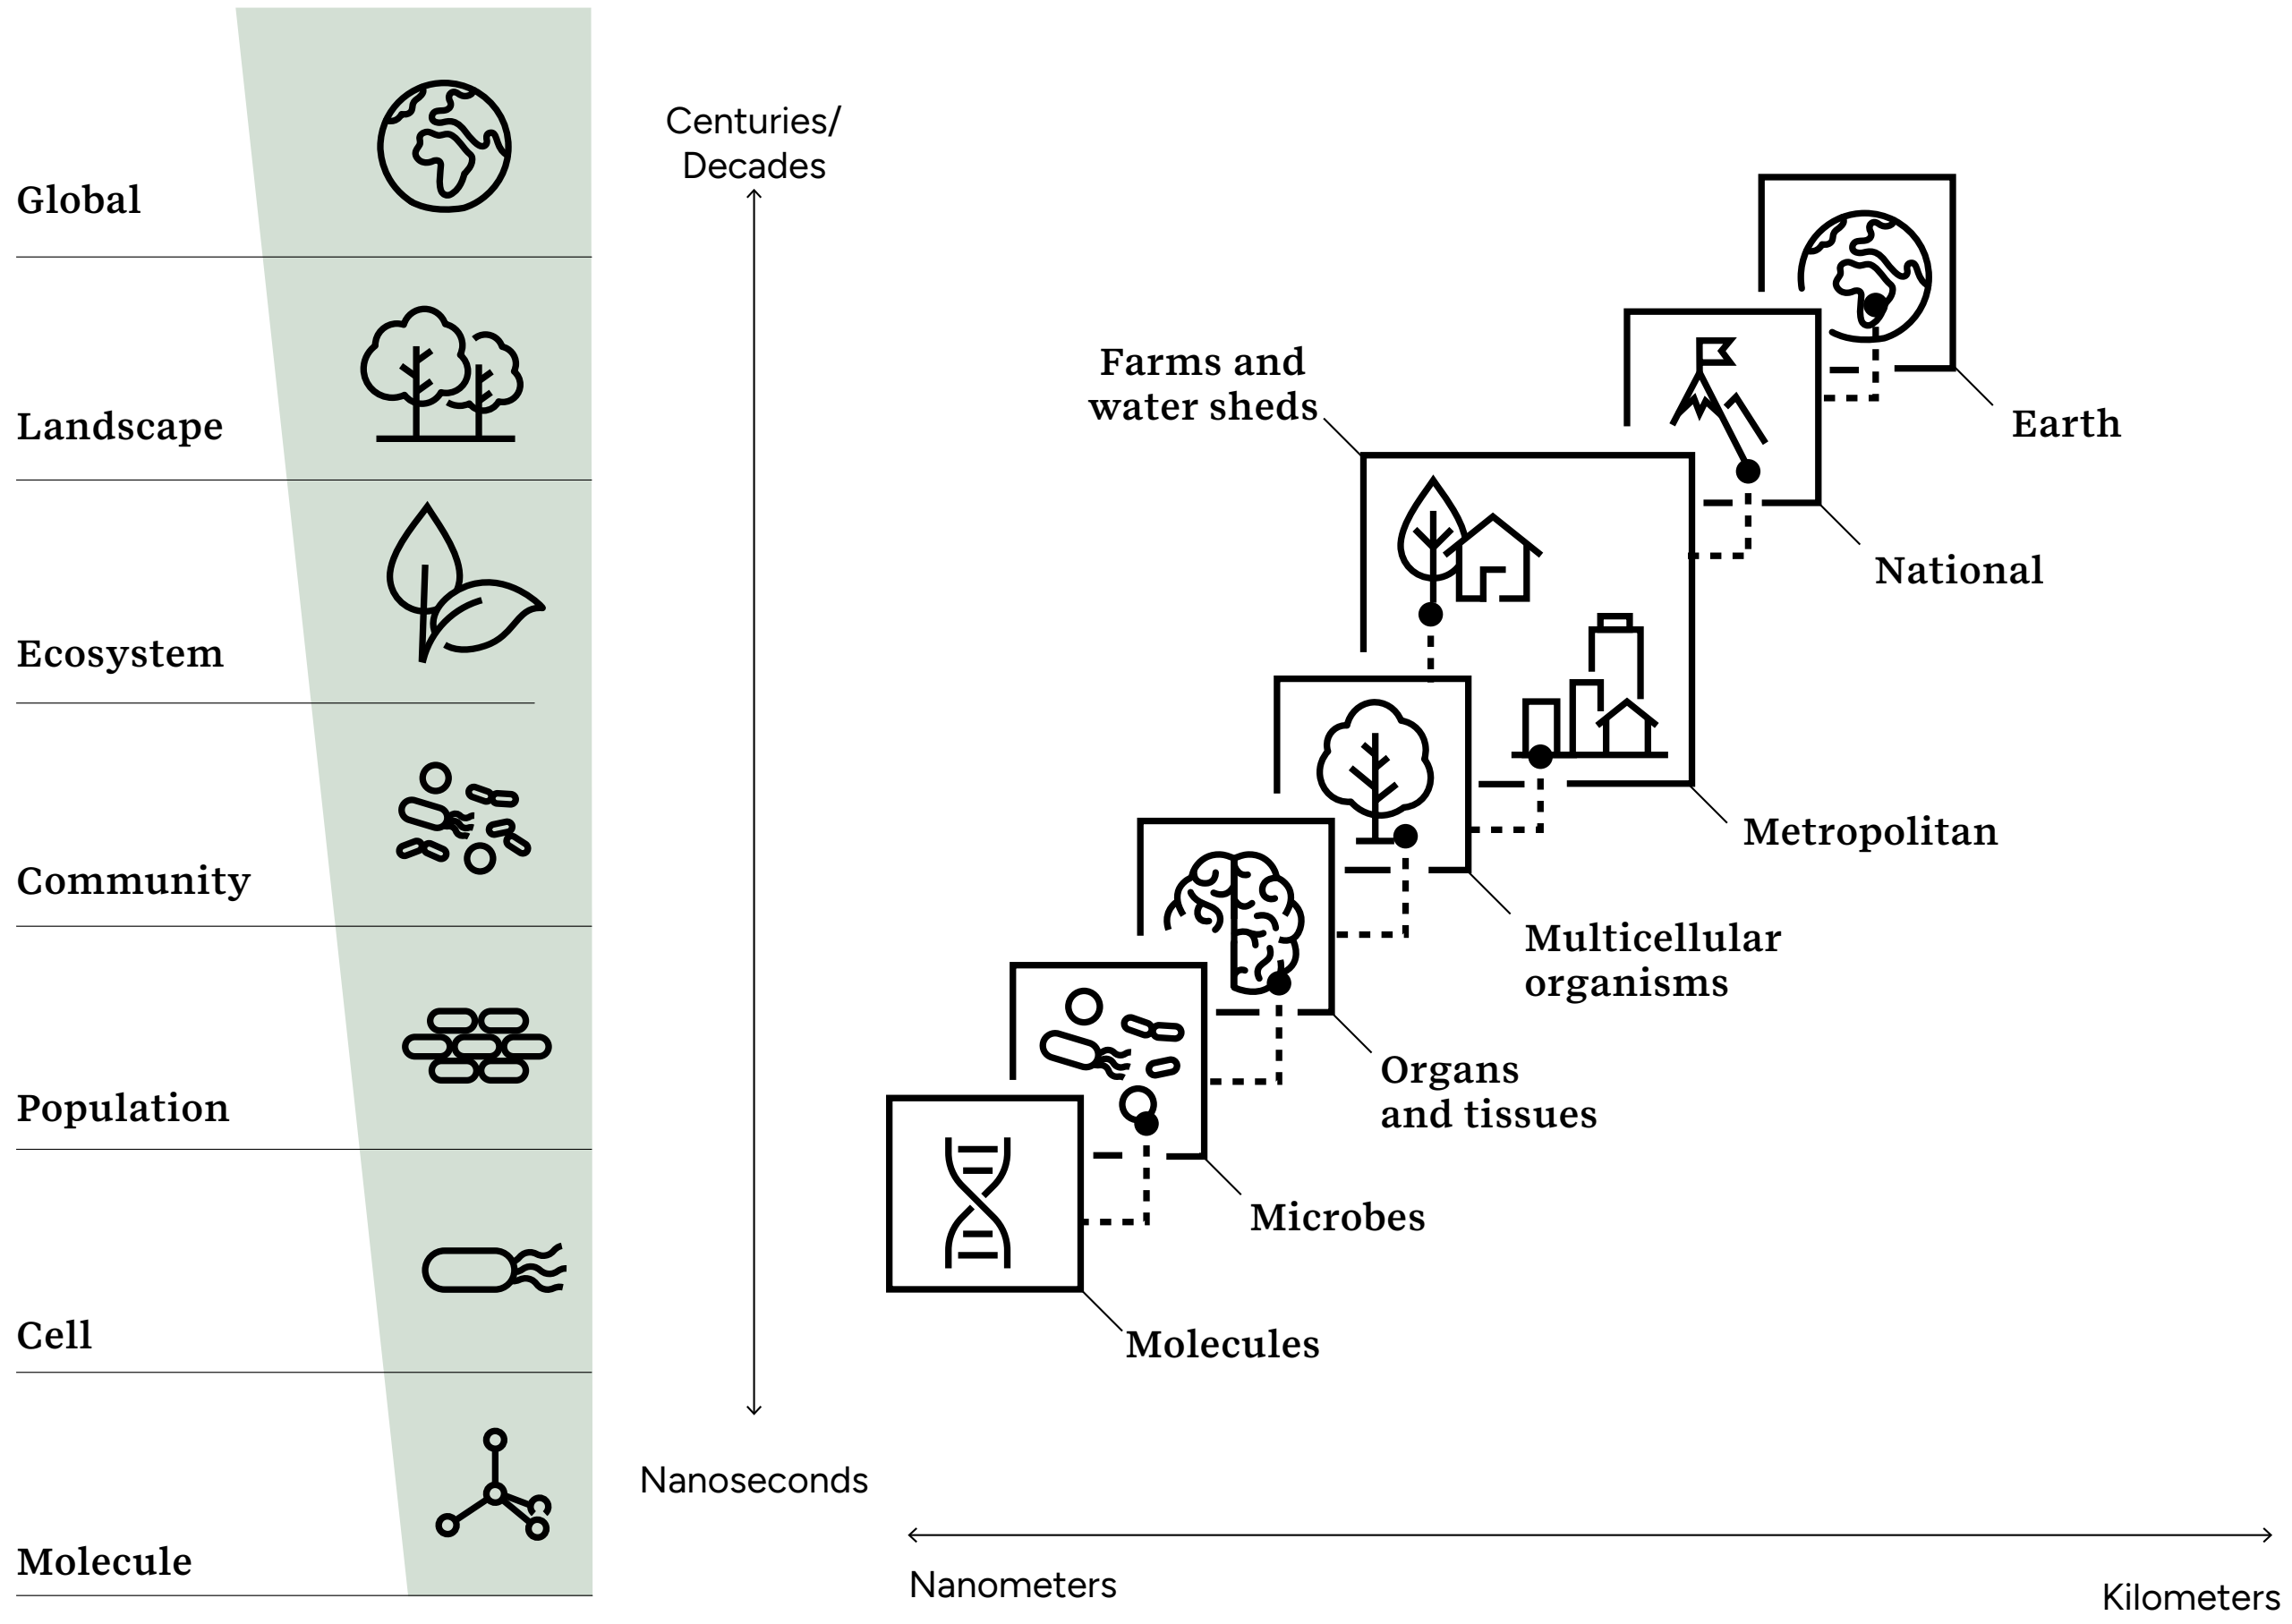 Global
Landscape
Ecosystem
Community
Population
Cell
Molecule
Centuries/
Decades
Nanoseconds
Nanometers
Kilometers
Farms and
water sheds
Earth
National
Metropolitan
Multicellular
organisms
Organs
and tissues
Microbes
Molecules